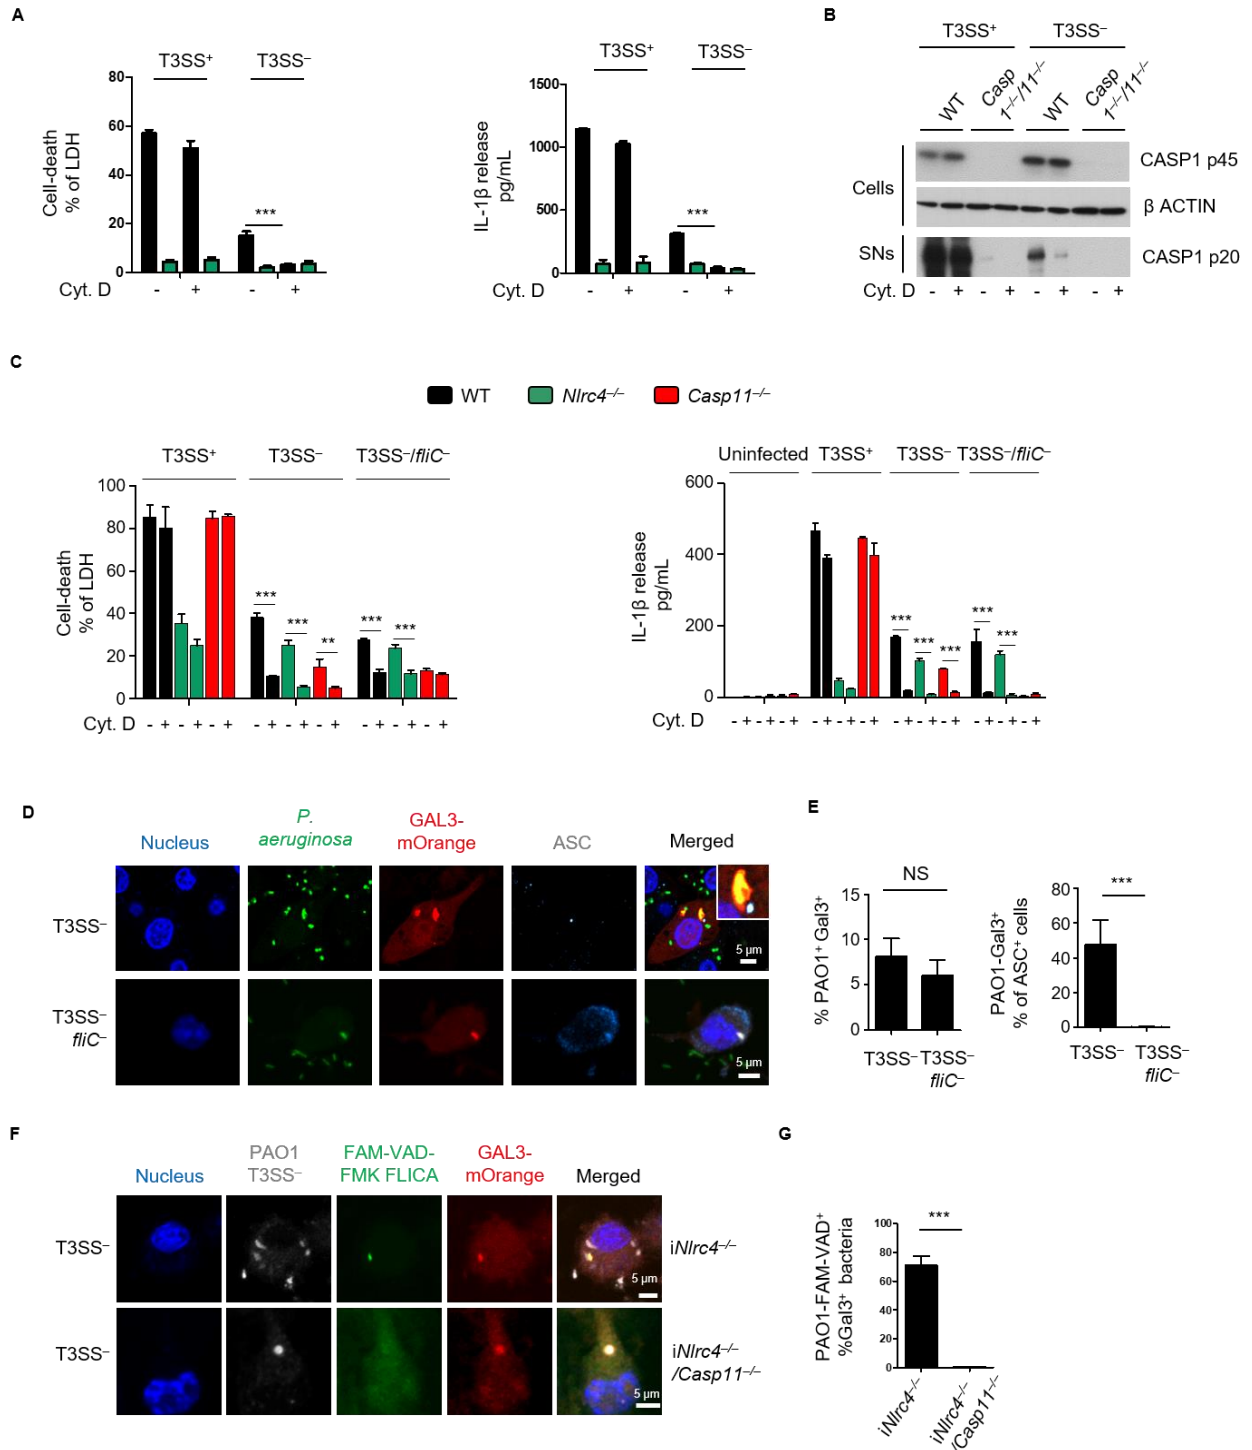 A
T3SS⁺
T3SS⁻
80
60
40
20
0
Cell-death
% of LDH
***
Cyt. D
- + - +
T3SS⁺
T3SS⁻
1500
1000
500
0
IL-1β release
pg/mL
***
Cyt. D
- + - +
B
T3SS⁺
T3SS⁻
WT
Casp
1⁻/⁻/11⁻/⁻
WT
Casp
1⁻/⁻/11⁻/⁻
Cells
SNs
CASP1 p45
β ACTIN
CASP1 p20
Cyt. D
- + - + - + - +
C
WT
Nlrc4⁻/⁻
Casp11⁻/⁻
T3SS⁺
T3SS⁻
T3SS⁻/fliC⁻
100
80
60
40
20
0
Cell-death
% of LDH
*** *** ** *** ***
Cyt. D
- + - + - + - + - + - + - + - + - +
Uninfected
T3SS⁺
T3SS⁻
T3SS⁻/fliC⁻
600
400
200
0
IL-1β release
pg/mL
*** *** *** *** ***
Cyt. D
- + - + - + - + - + - + - + - + - + - + - + - +
D
Nucleus
P.
aeruginosa
GAL3-
mOrange
ASC
Merged
T3SS⁻
5 µm
T3SS⁻
fliC⁻
5 µm
E
NS
15
10
5
0
% PAO1⁺ Gal3⁺
T3SS⁻
T3SS⁻
fliC⁻
***
80
60
40
20
0
PAO1-Gal3⁺
% of ASC⁺ cells
T3SS⁻
T3SS⁻
fliC⁻
F
Nucleus
PAO1
T3SS⁻
FAM-VAD-
FMK FLICA
GAL3-
mOrange
Merged
T3SS⁻
5 µm
iNlrc4⁻/⁻
T3SS⁻
5 µm
iNlrc4⁻/⁻
/Casp11⁻/⁻
G
***
100
80
60
40
20
0
PAO1-FAM-VAD⁺
%Gal3⁺ bacteria
iNlrc4⁻/⁻
iNlrc4⁻/⁻
/Casp11⁻/⁻